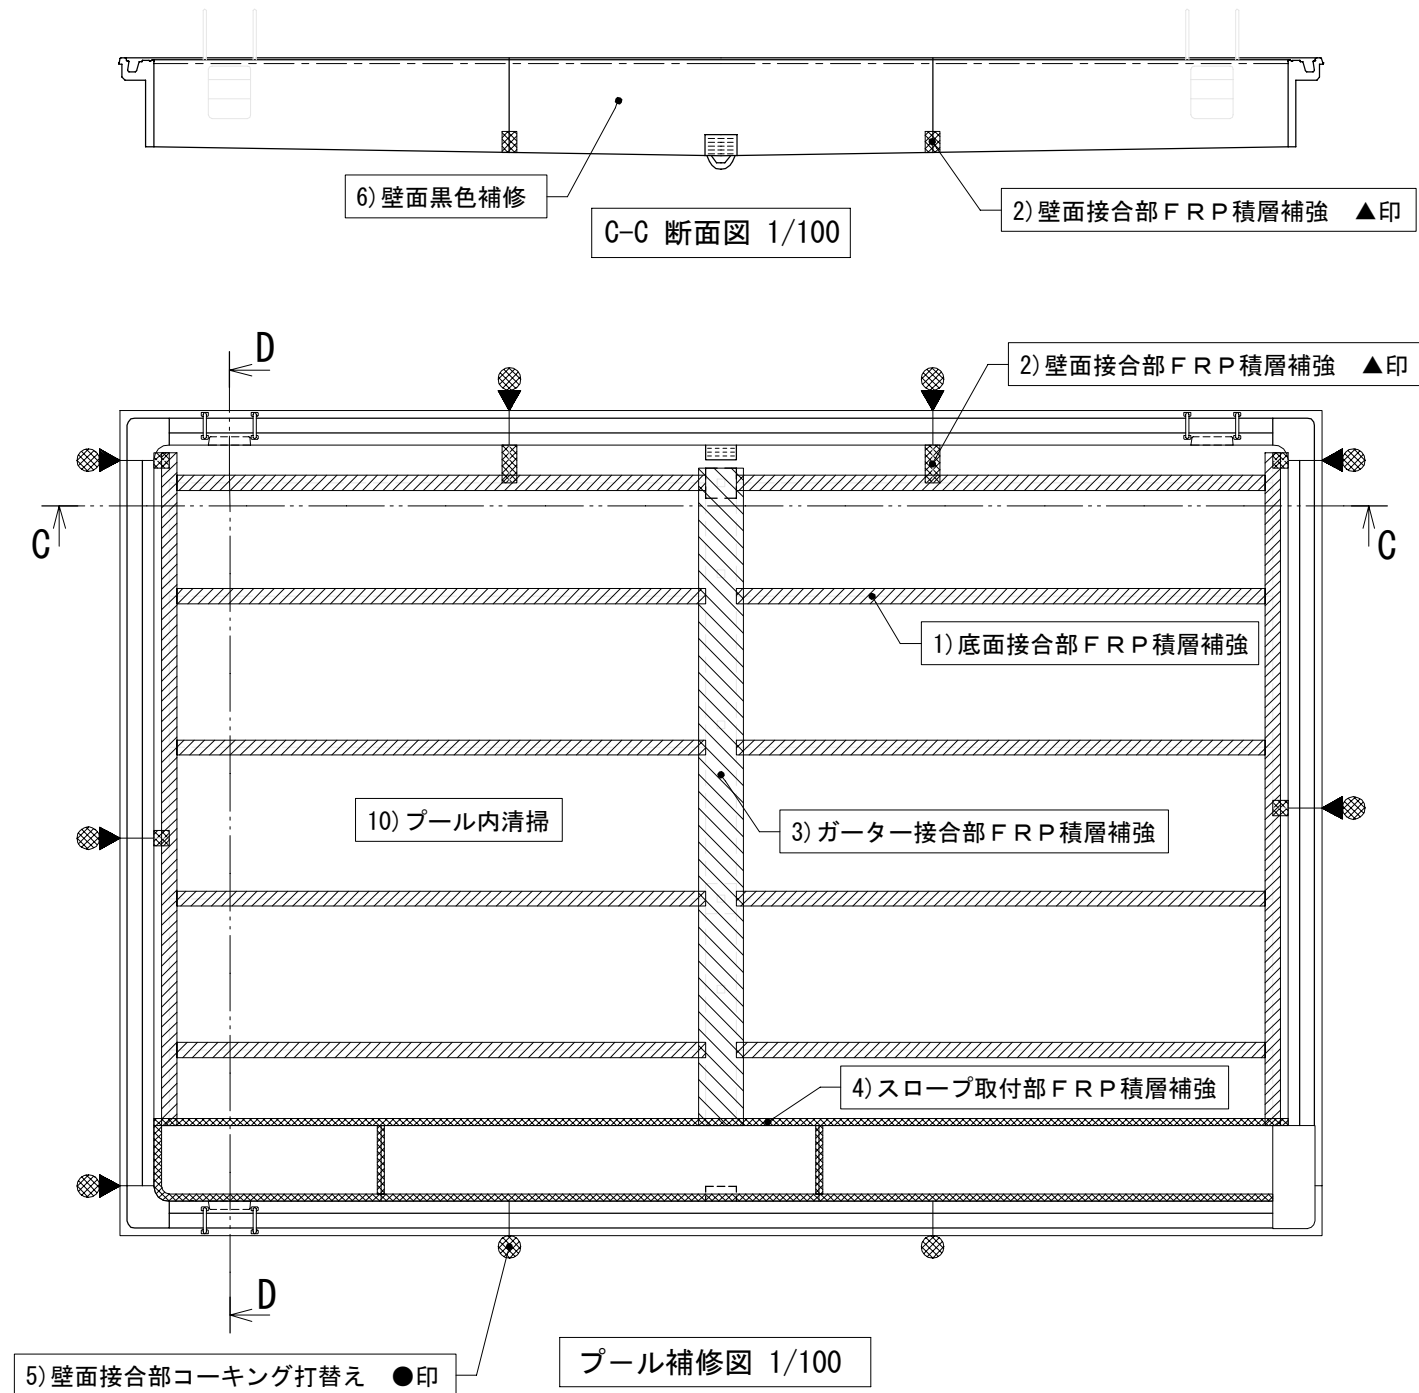 6)壁面黒色補修
2)壁面接合部ＦＲＰ積層補強　▲印
C-C 断面図 1/100
D
2)壁面接合部ＦＲＰ積層補強　▲印
C
C
1)底面接合部ＦＲＰ積層補強
10)プール内清掃
3)ガーター接合部ＦＲＰ積層補強
4)スロープ取付部ＦＲＰ積層補強
D
プール補修図 1/100
5)壁面接合部コーキング打替え　●印